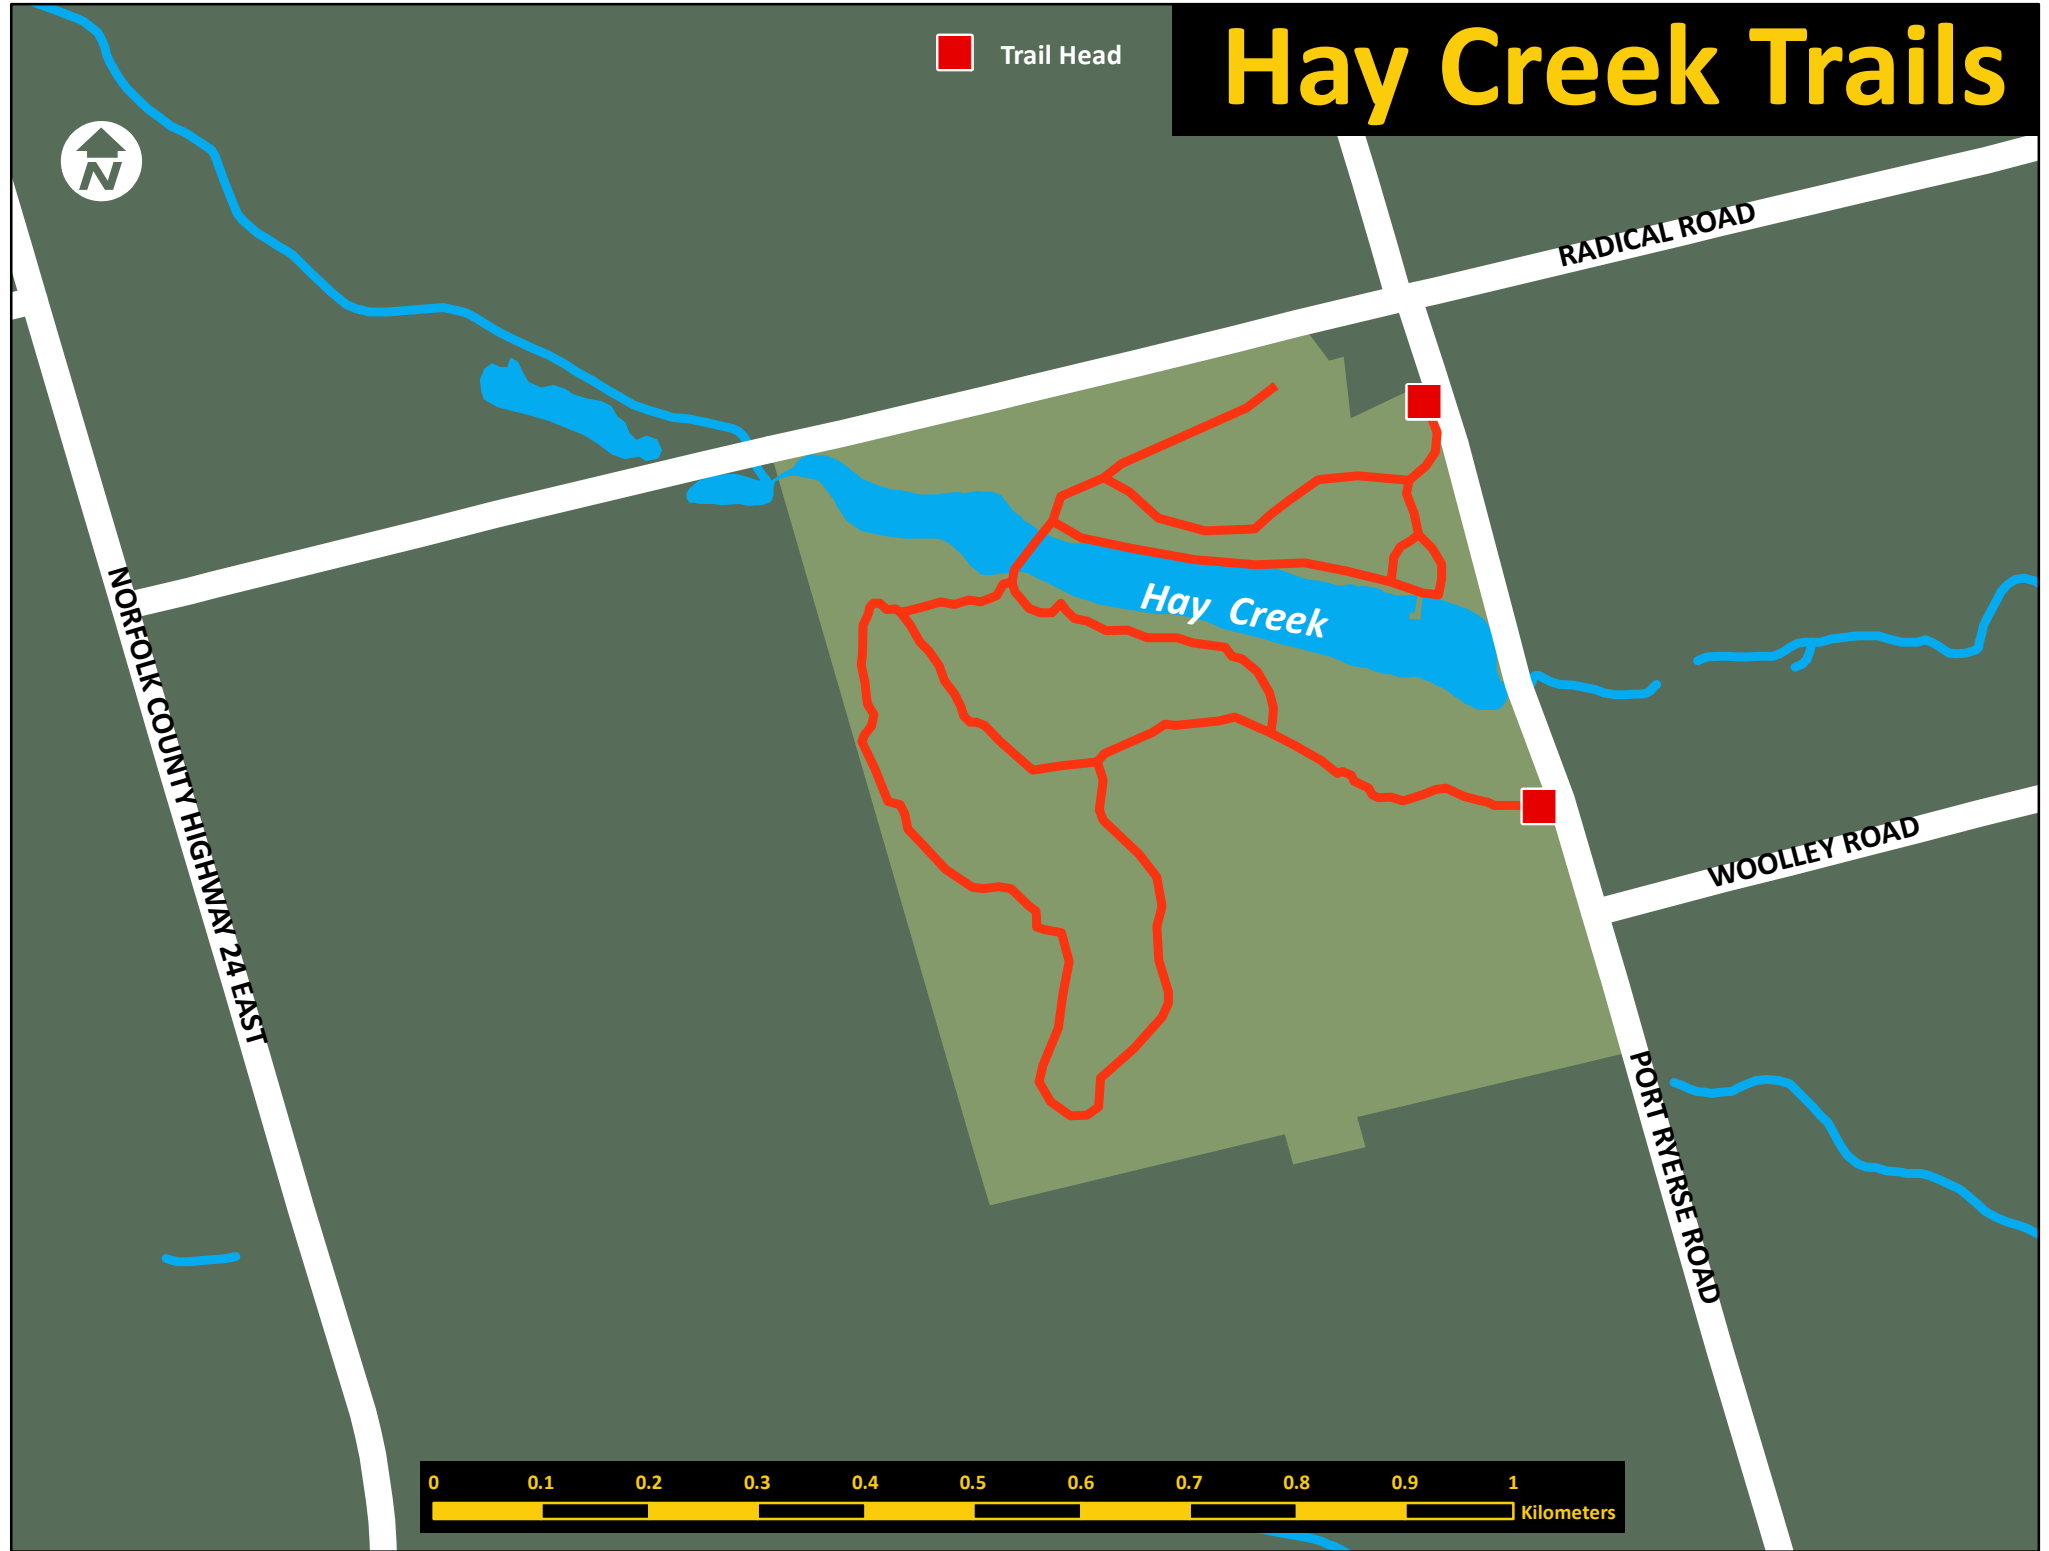 Hay Creek Trails
Trail Head
N
RADICAL ROAD
NORFOLK COUNTY HIGHWAY 24 EAST
Hay Creek
WOOLLEY ROAD
PORT RYERSE ROAD
0 0.1 0.2 0.3 0.4 0.5 0.6 0.7 0.8 0.9 1
Kilometers